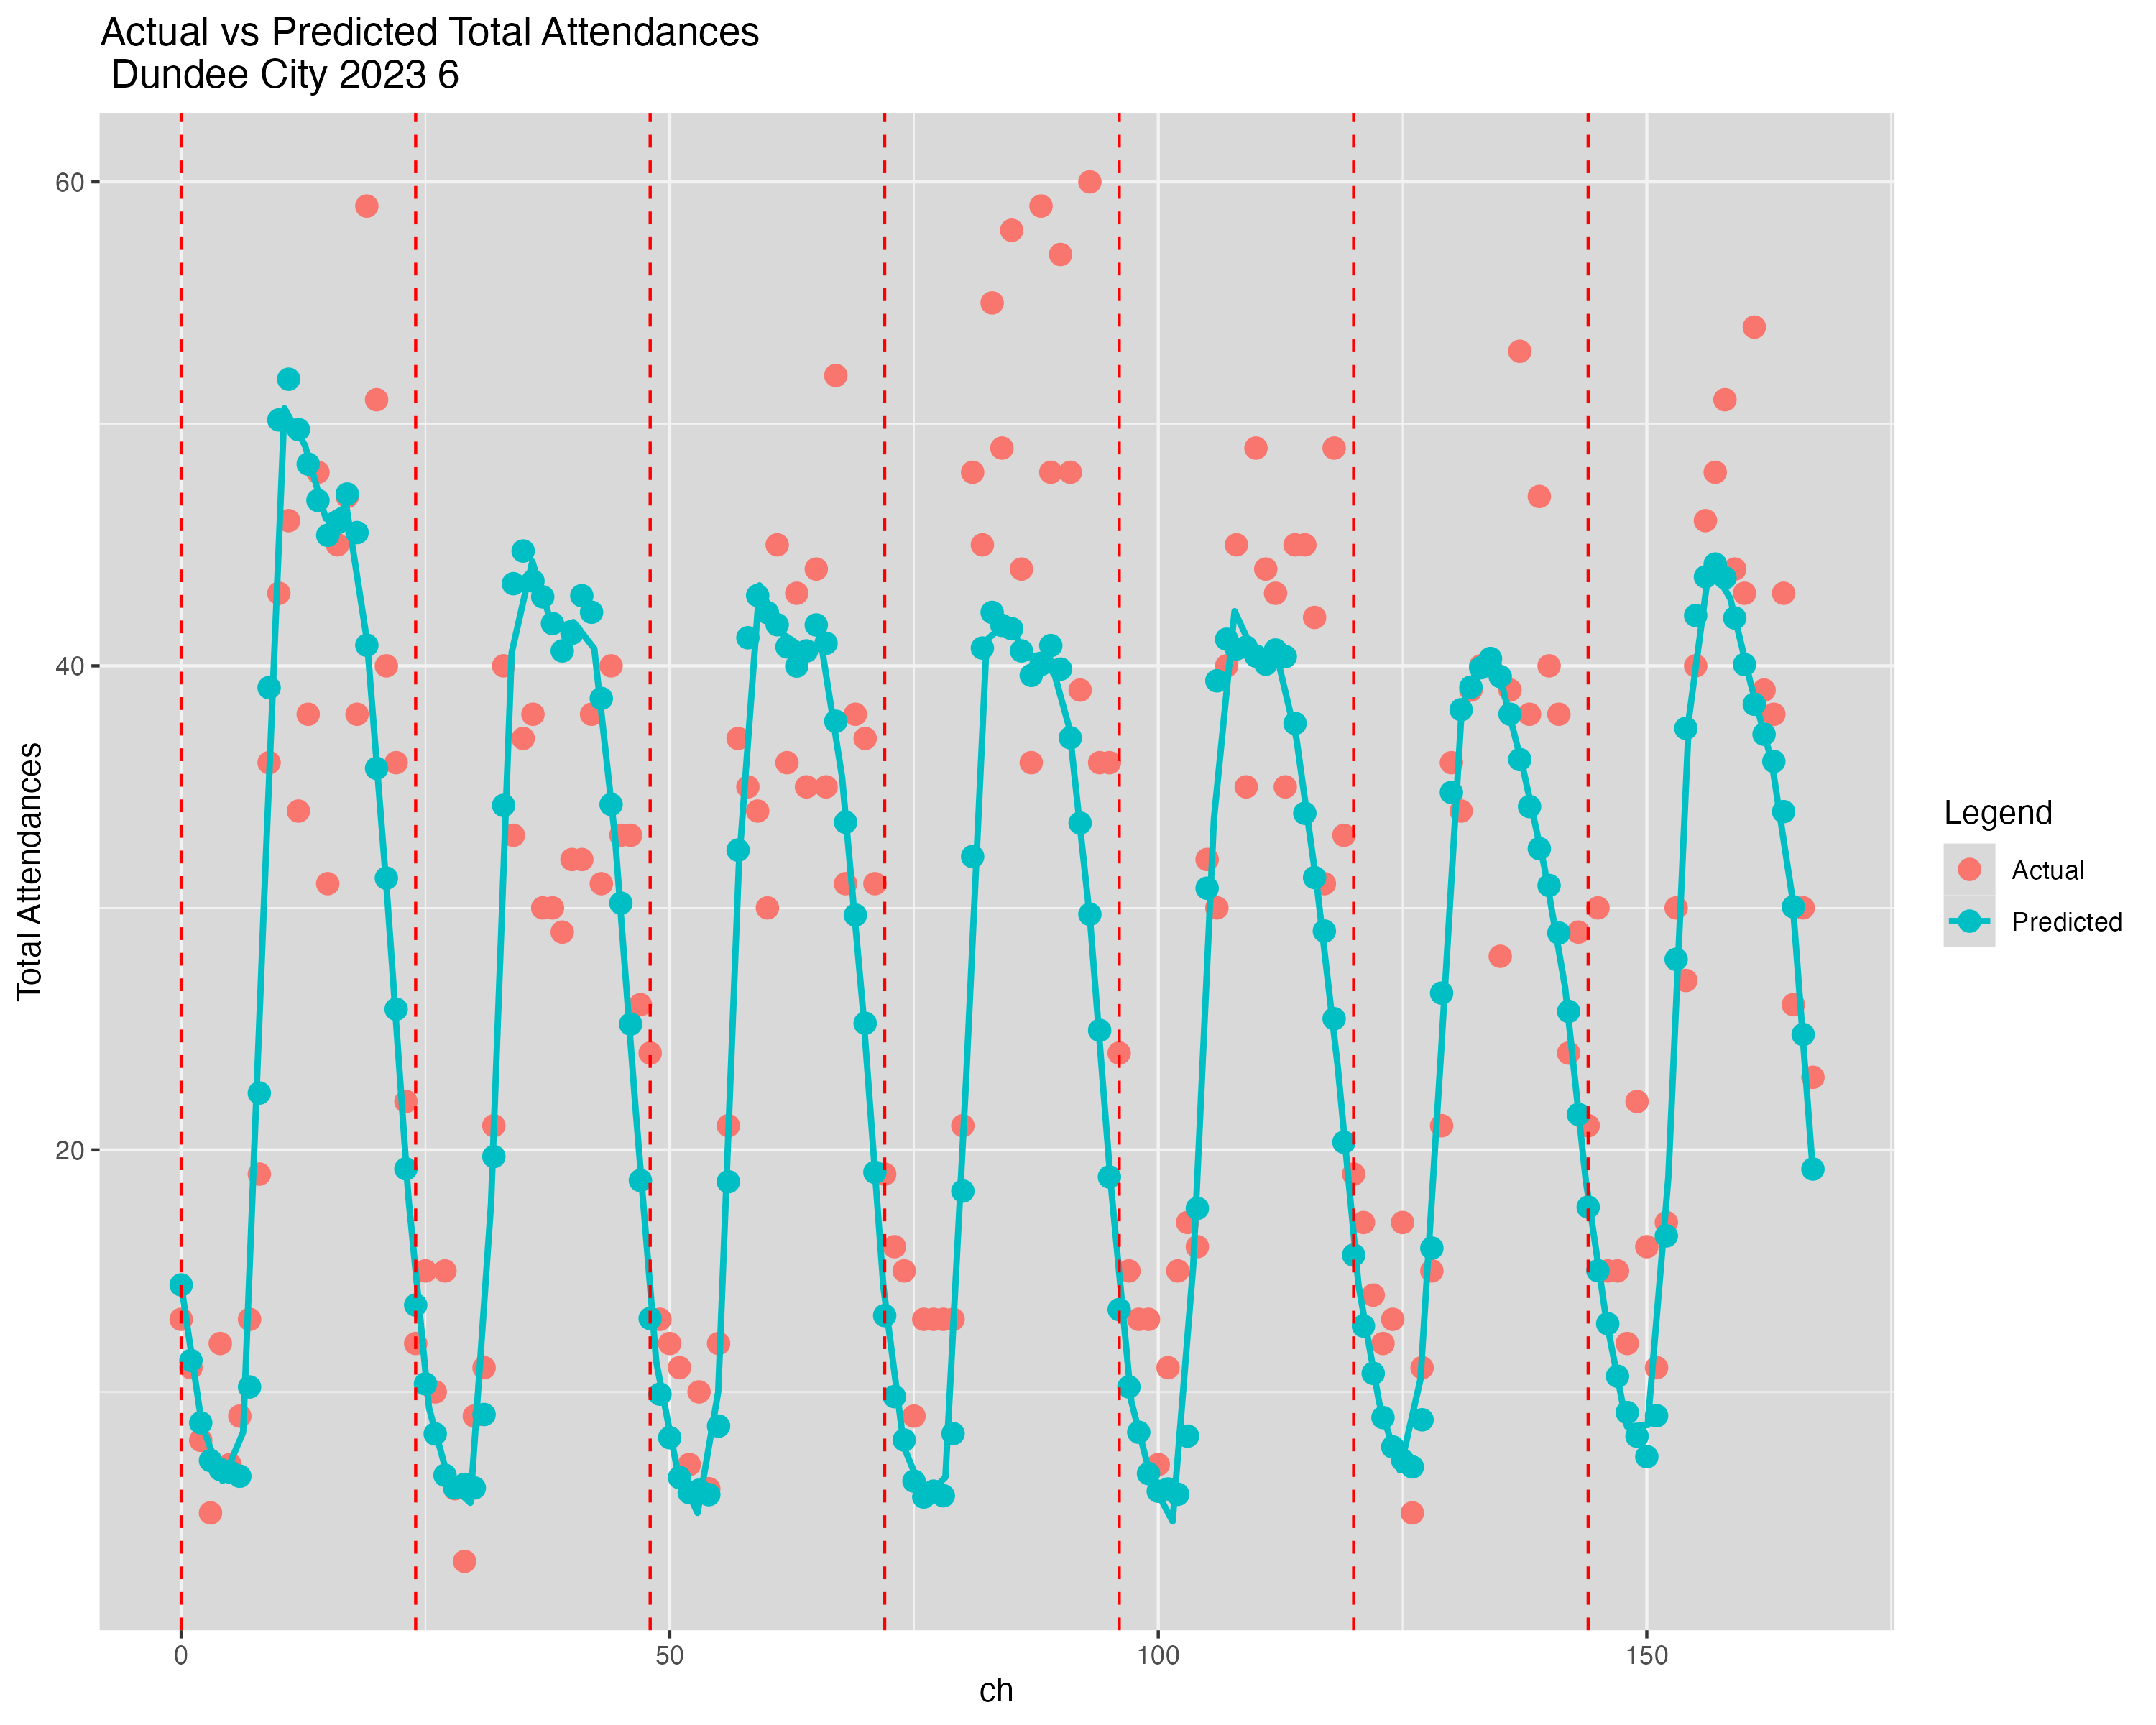 Actual vs Predicted Total Attendances
Dundee City 2023 6
60
40
20
Total Attendances
0
50
100
150
ch
Legend
Actual
Predicted